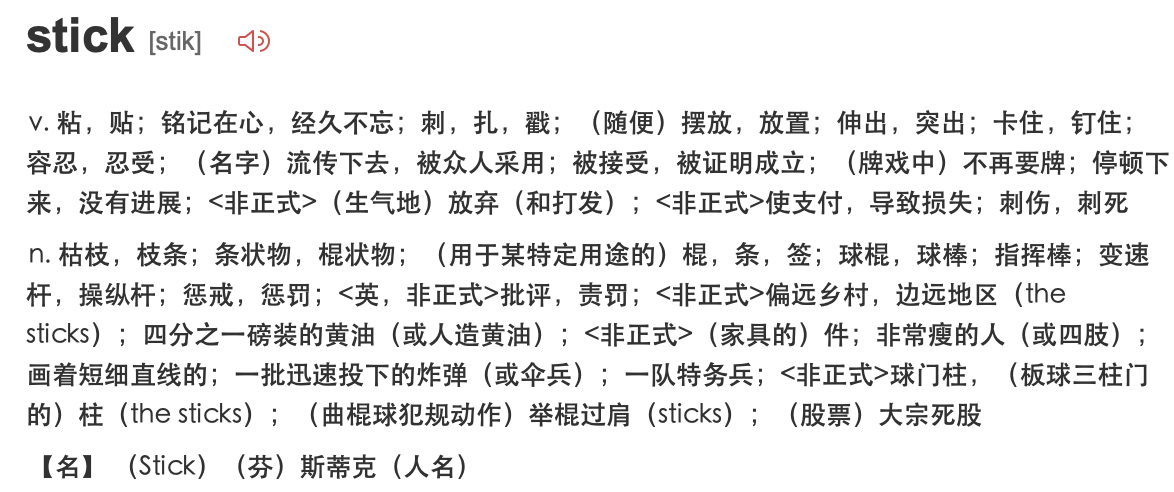 stick [stik]
v. 粘，贴；铭记在心，经久不忘；刺，扎，戳；（随便）摆放，放置；伸出，突出；卡住，钉住；
容忍，忍受；（名字）流传下去，被众人采用；被接受，被证明成立；（牌戏中）不再要牌；停顿下
来，没有进展；<非正式>（生气地）放弃（和打发）；<非正式>使支付，导致损失；刺伤，刺死
n. 枯枝，枝条；条状物，棍状物；（用于某特定用途的）棍，条，签；球棍，球棒；指挥棒；变速
杆，操纵杆；惩戒，惩罚；<英，非正式>批评，责罚；<非正式>偏远乡村，边远地区（the
sticks）；四分之一磅装的黄油（或人造黄油）；<非正式>（家具的）件；非常瘦的人（或四肢）；
画着短细直线的；一批迅速投下的炸弹（或伞兵）；一队特务兵；<非正式>球门柱，（板球三柱门
的）柱（the sticks）；（曲棍球犯规动作）举棍过肩（sticks）；（股票）大宗死股
【名】（Stick）（芬）斯蒂克（人名）